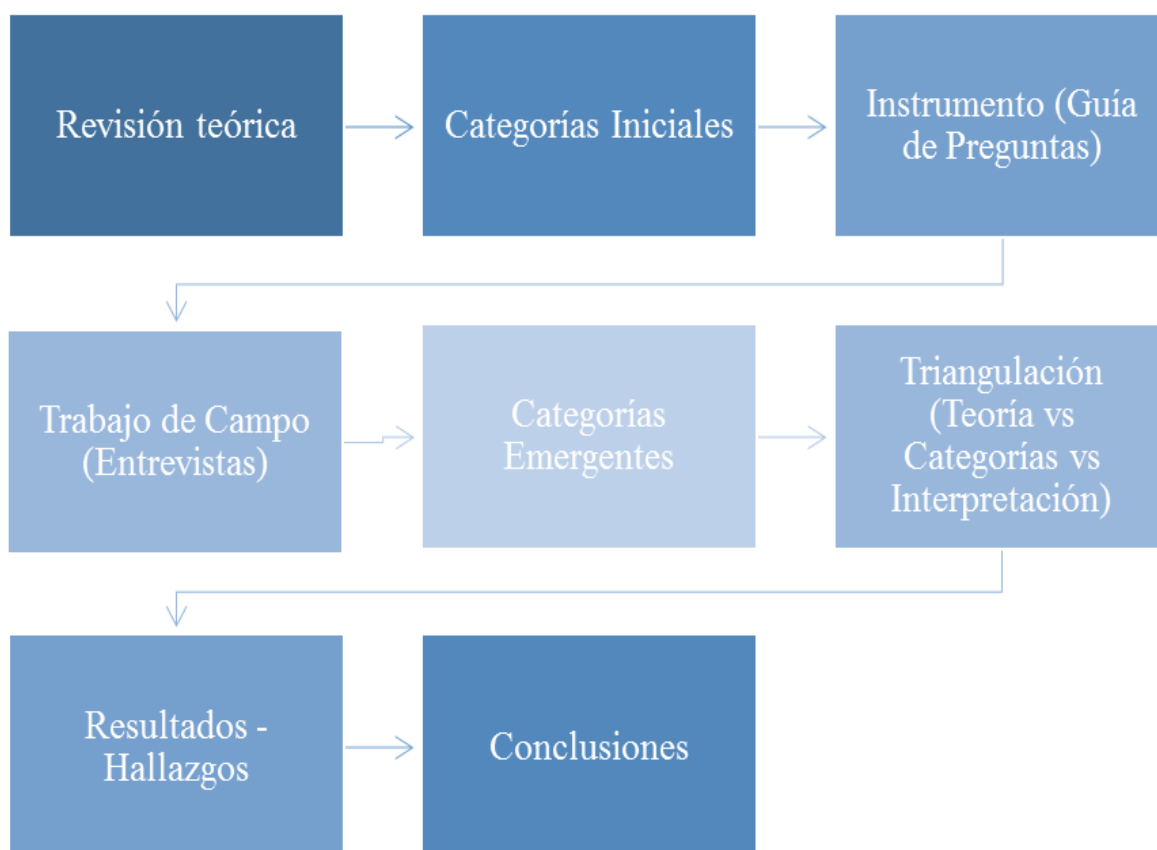 Revisión teórica
Categorías Iniciales
Instrumento (Guía
de Preguntas)
Trabajo de Campo
(Entrevistas)
Categorías
Emergentes
Triangulación
(Teoría vs
Categorías vs
Interpretación)
Resultados -
Hallazgos
Conclusiones